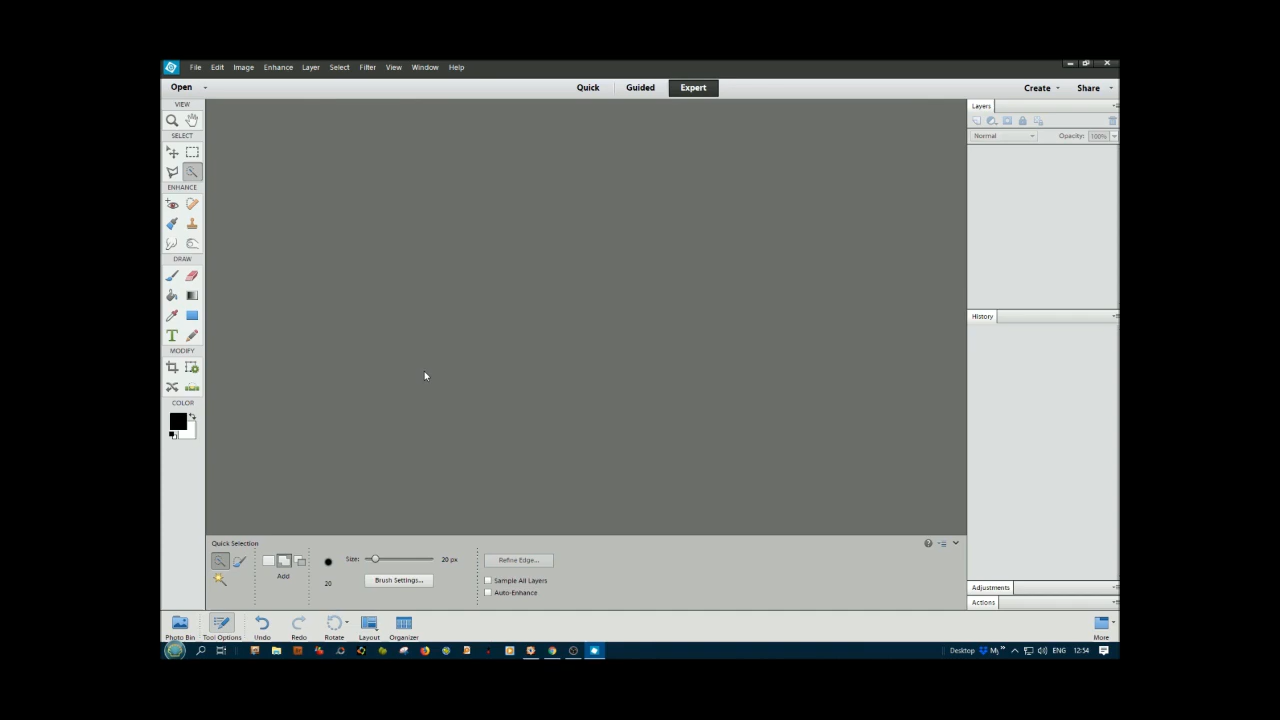 File Edit Image Enhance Layer Select Filter View Window Help
Open Quick Guided Expert Create Share
VIEW
SELECT
ENHANCE
DRAW
T
MODIFY
COLOR
Layers
Normal Opacity: 100%
History
Adjustments
Actions
Quick Selection
Size: 20 px Refine Edge...
Add
20 Brush Settings... Sample All Layers
Auto-Enhance
Photo Bin Tool Options Undo Redo Rotate Layout Organizer More
Desktop ENG 12:54